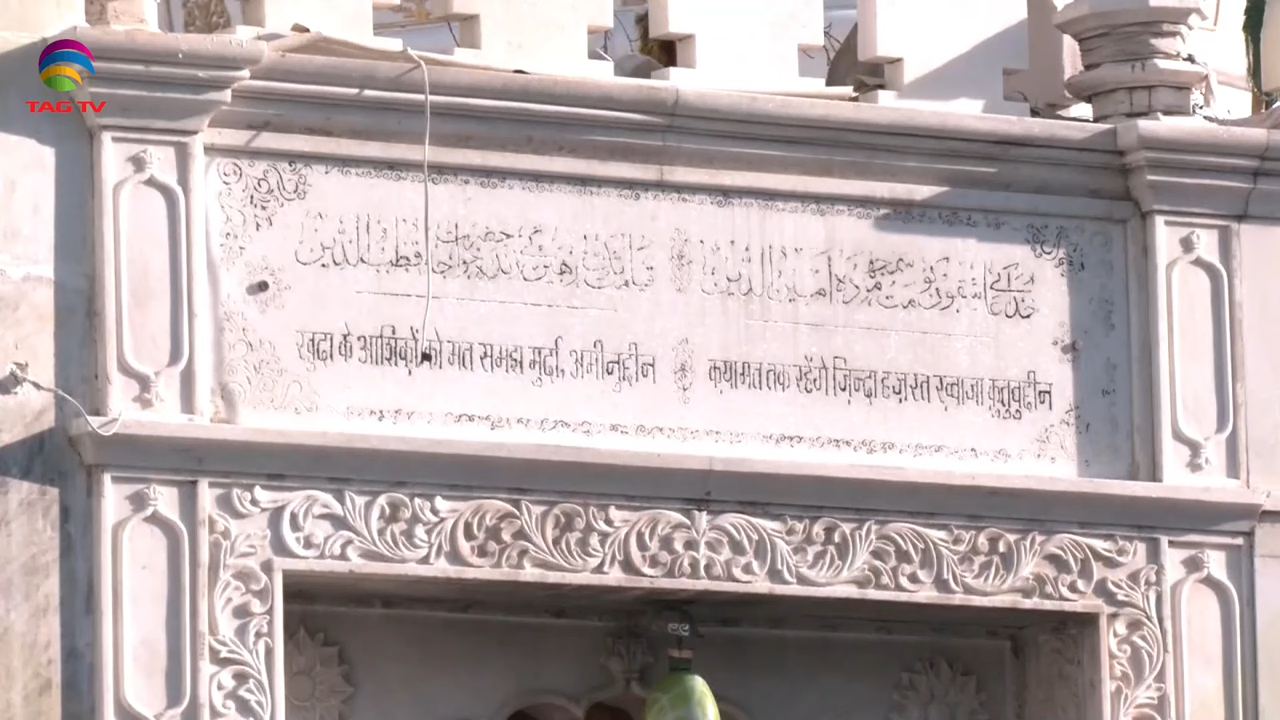 TAG TV
خدا کے عاشقوں کو مت سمجھ مردہ امین الدین
قیامت تک رہیں گے زندہ حضرت خواجہ قطب الدین
खुदा के आशिक़ों को मत समझ मुर्दा, अमीनुद्दीन
क़यामत तक रहेंगे ज़िन्दा हज़रत ख़्वाजा क़ुतुबुद्दीन